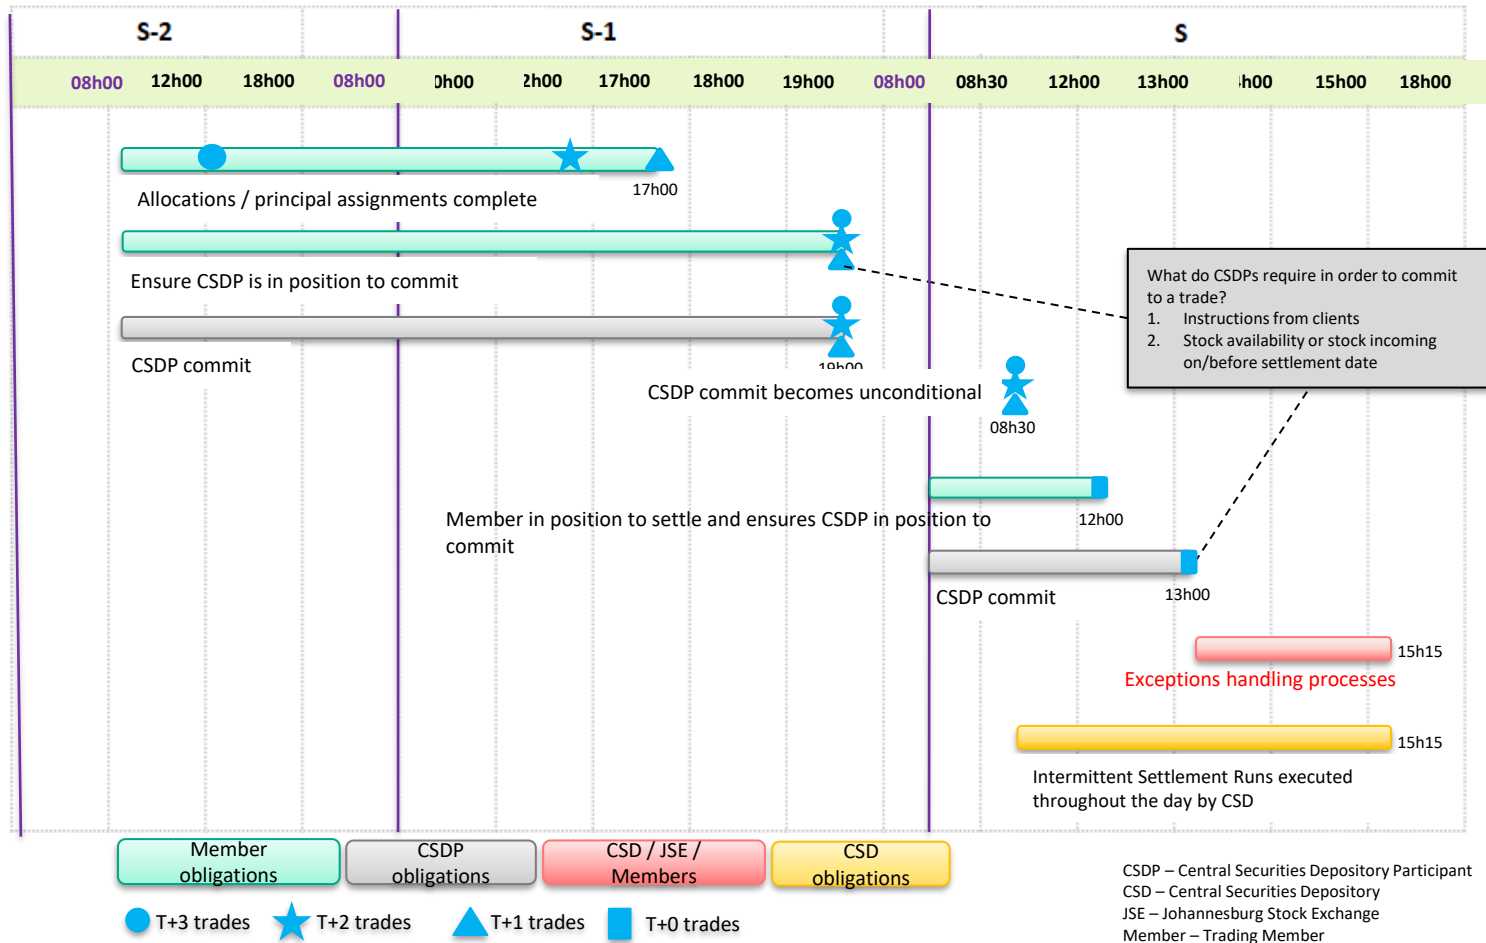 S-2 S-1 S
08h00 12h00 18h00 08h00 0h00 2h00 17h00 18h00 19h00 08h00 08h30 12h00 13h00 4h00 15h00 18h00
17h00
Allocations / principal assignments complete
Ensure CSDP is in position to commit
What do CSDPs require in order to commit
to a trade?
1. Instructions from clients
2. Stock availability or stock incoming
on/before settlement date
CSDP commit
19h00
CSDP commit becomes unconditional
08h30
Member in position to settle and ensures CSDP in position to
commit
12h00
CSDP commit
13h00
15h15
Exceptions handling processes
15h15
Intermittent Settlement Runs executed
throughout the day by CSD
Member
obligations
CSDP
obligations
CSD / JSE /
Members
CSD
obligations
T+3 trades T+2 trades T+1 trades T+0 trades
CSDP – Central Securities Depository Participant
CSD – Central Securities Depository
JSE – Johannesburg Stock Exchange
Member – Trading Member